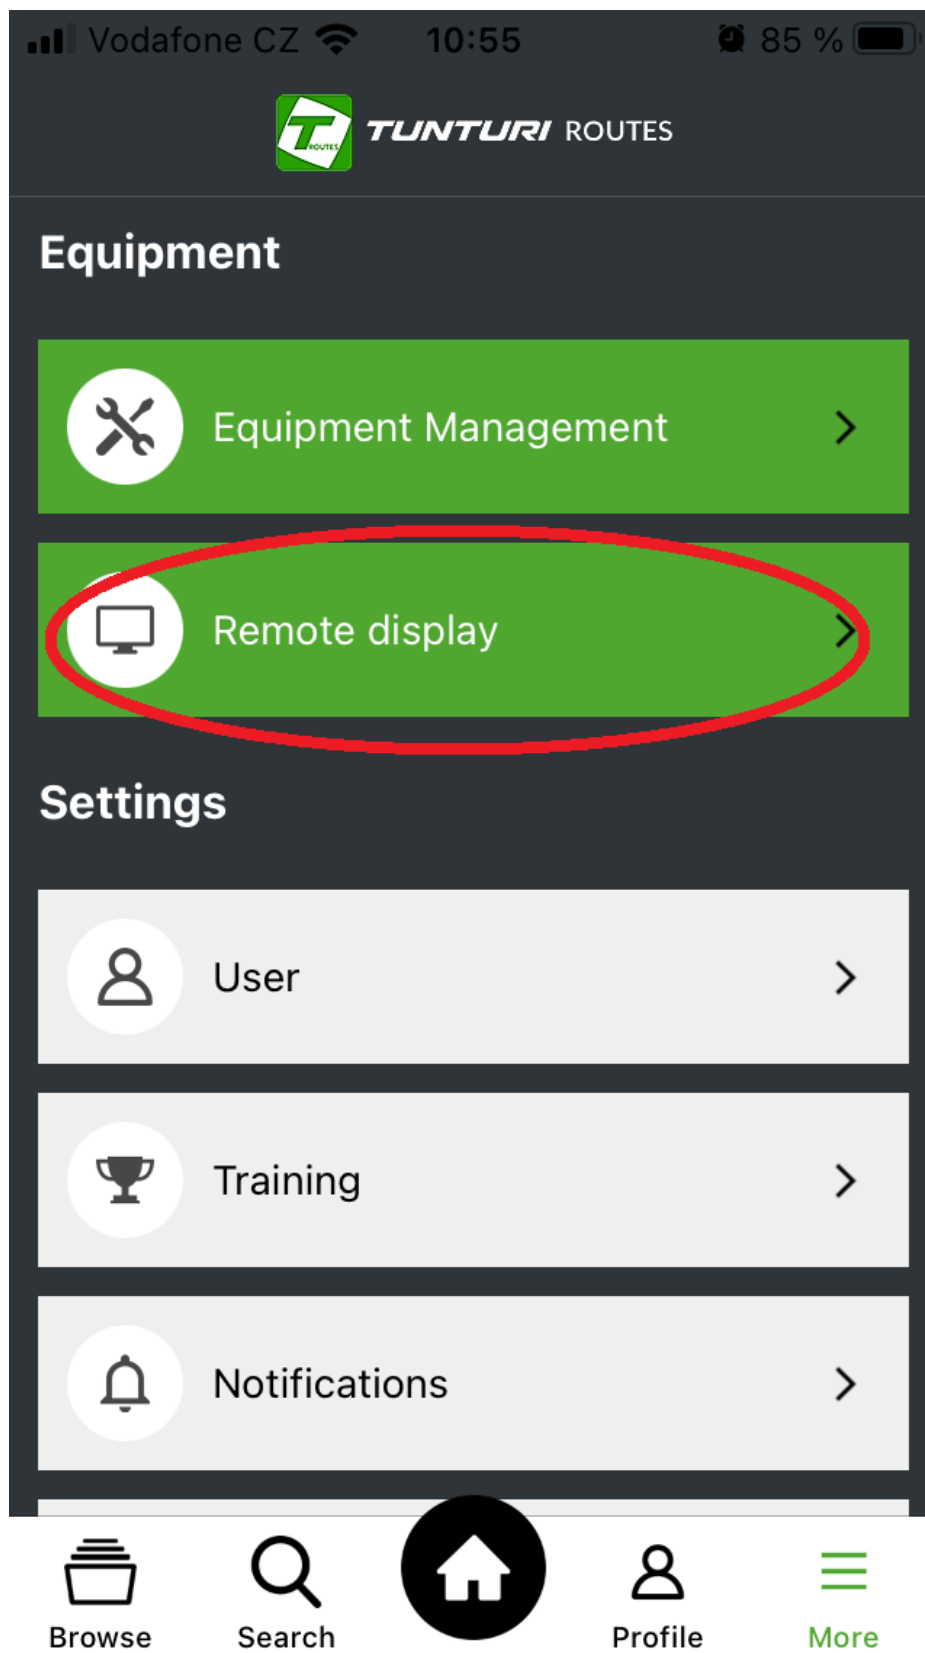 Vodafone CZ 10:55 85 %
T ROUTES TUNTURI ROUTES
Equipment
Equipment Management
Remote display
Settings
User
Training
Notifications
Browse Search Profile More